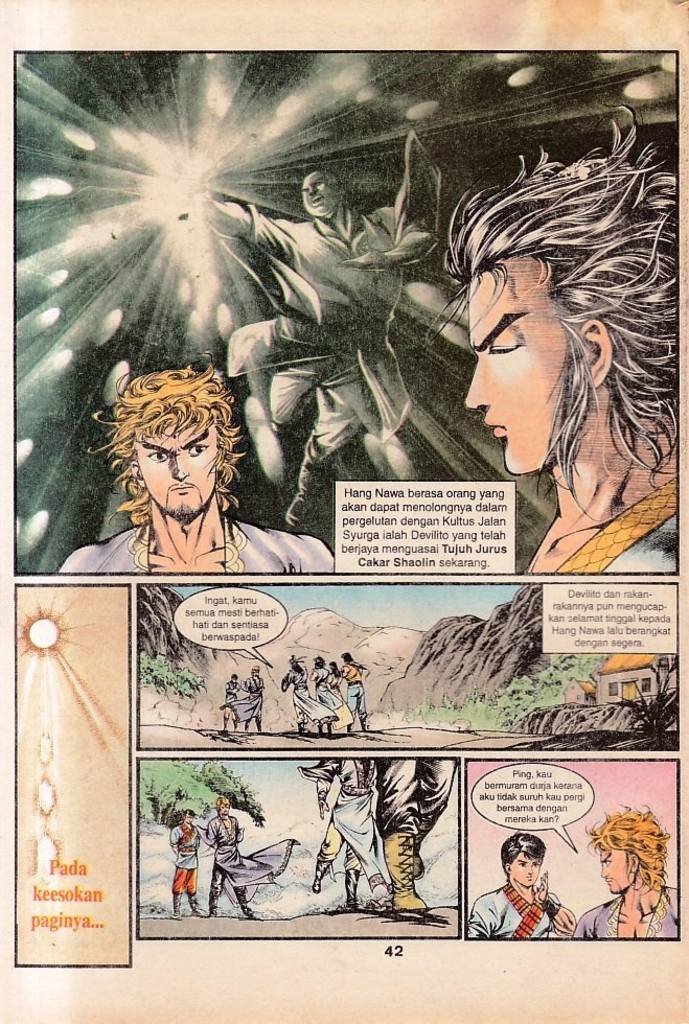 Hang Nawa berasa orang yang
akan dapat menolongnya dalam
pergelutan dengan Kultus Jalan
Syurga ialah Devilito yang telah
berjaya menguasai Tujuh Jurus
Cakar Shaolin sekarang.
Pada
keesokan
paginya...
Ingat, kamu
semua mesti berhati-
hati dan sentiasa
berwaspada!
Devilito dan rakan-
rakannya pun mengucap-
kan selamat tinggal kepada
Hang Nawa lalu berangkat
dengan segera.
Ping, kau
bermuram durja kerana
aku tidak suruh kau pergi
bersama dengan
mereka kan?
42